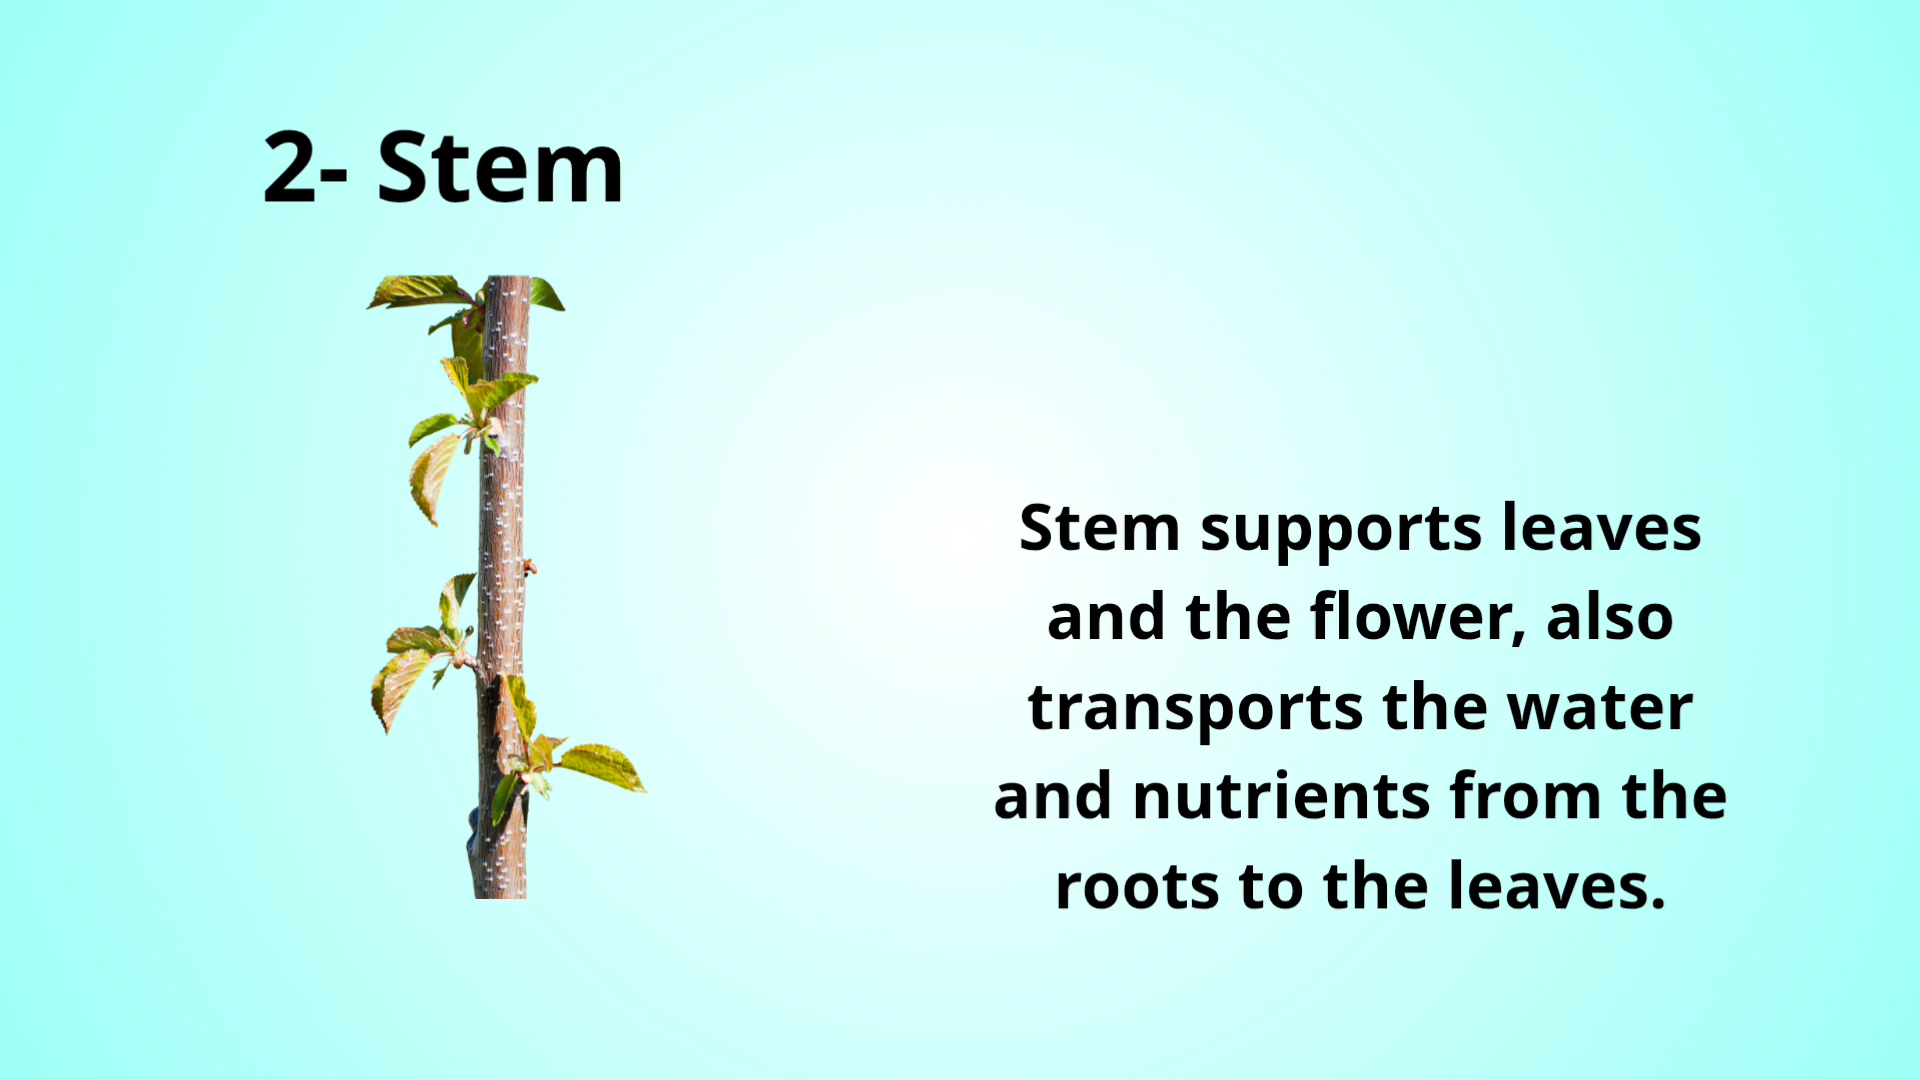 2- Stem
Stem supports leaves
and the flower, also
transports the water
and nutrients from the
roots to the leaves.